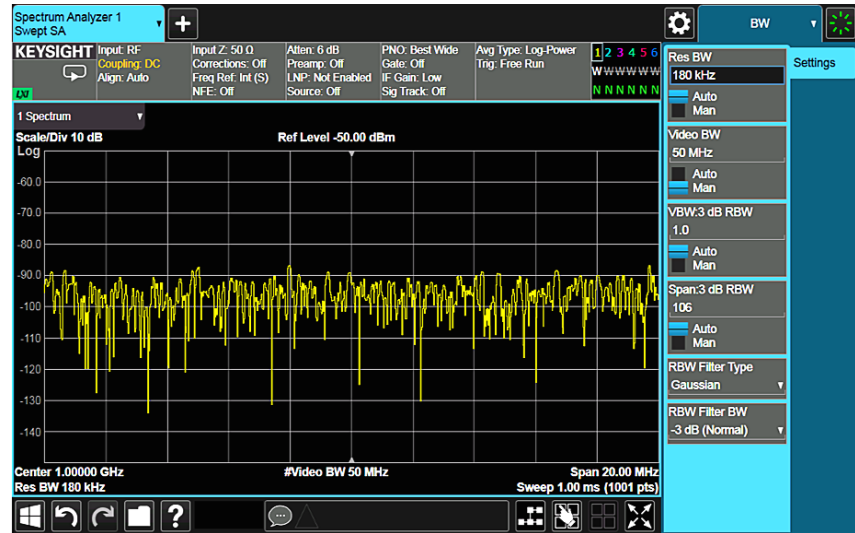 Spectrum Analyzer 1
Swept SA
+
BW
KEYSIGHT
LXI
Input: RF
Coupling: DC
Align: Auto
Input Z: 50 Ω
Corrections: Off
Freq Ref: Int (S)
NFE: Off
Atten: 6 dB
Preamp: Off
LNP: Not Enabled
Source: Off
PNO: Best Wide
Gate: Off
IF Gain: Low
Sig Track: Off
Avg Type: Log-Power
Trig: Free Run
1 2 3 4 5 6
W W W W W W
N N N N N N
1 Spectrum
Scale/Div 10 dB
Ref Level -50.00 dBm
Log
-60.0
-70.0
-80.0
-90.0
-100
-110
-120
-130
-140
Center 1.00000 GHz
#Video BW 50 MHz
Span 20.00 MHz
Res BW 180 kHz
Sweep 1.00 ms (1001 pts)
?
Res BW
180 kHz
Auto
Man
Video BW
50 MHz
Auto
Man
VBW:3 dB RBW
1.0
Auto
Man
Span:3 dB RBW
106
Auto
Man
RBW Filter Type
Gaussian
RBW Filter BW
-3 dB (Normal)
Settings